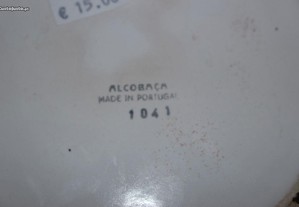 € 15.00
ALCOBAÇA
MADE IN PORTUGAL
1041